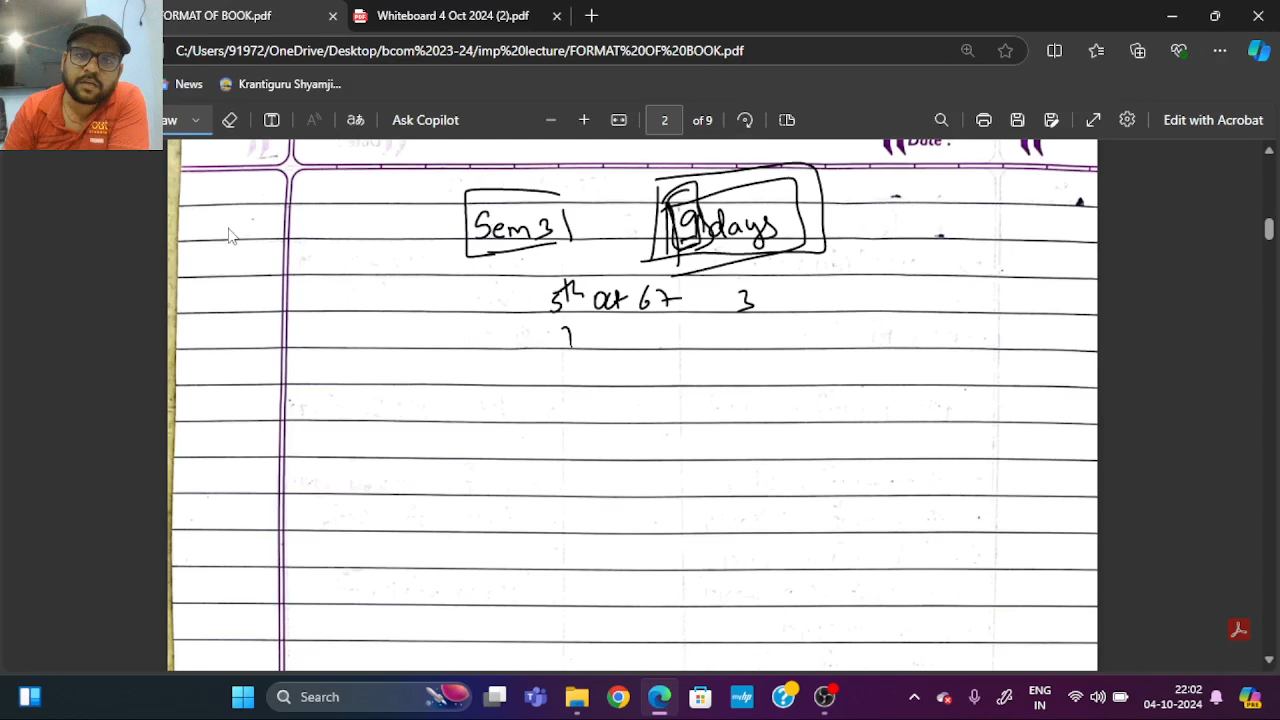 FORMAT OF BOOK.pdf
Whiteboard 4 Oct 2024 (2).pdf
C:/Users/91972/OneDrive/Desktop/bcom%2023-24/imp%20lecture/FORMAT%20OF%20BOOK.pdf
News
Krantiguru Shyamji...
aw
Ask Copilot
2
of 9
Edit with Acrobat
Date :
Sem 3
9 days
5th oct 67 3
Search
ENG
IN
22:02
04-10-2024